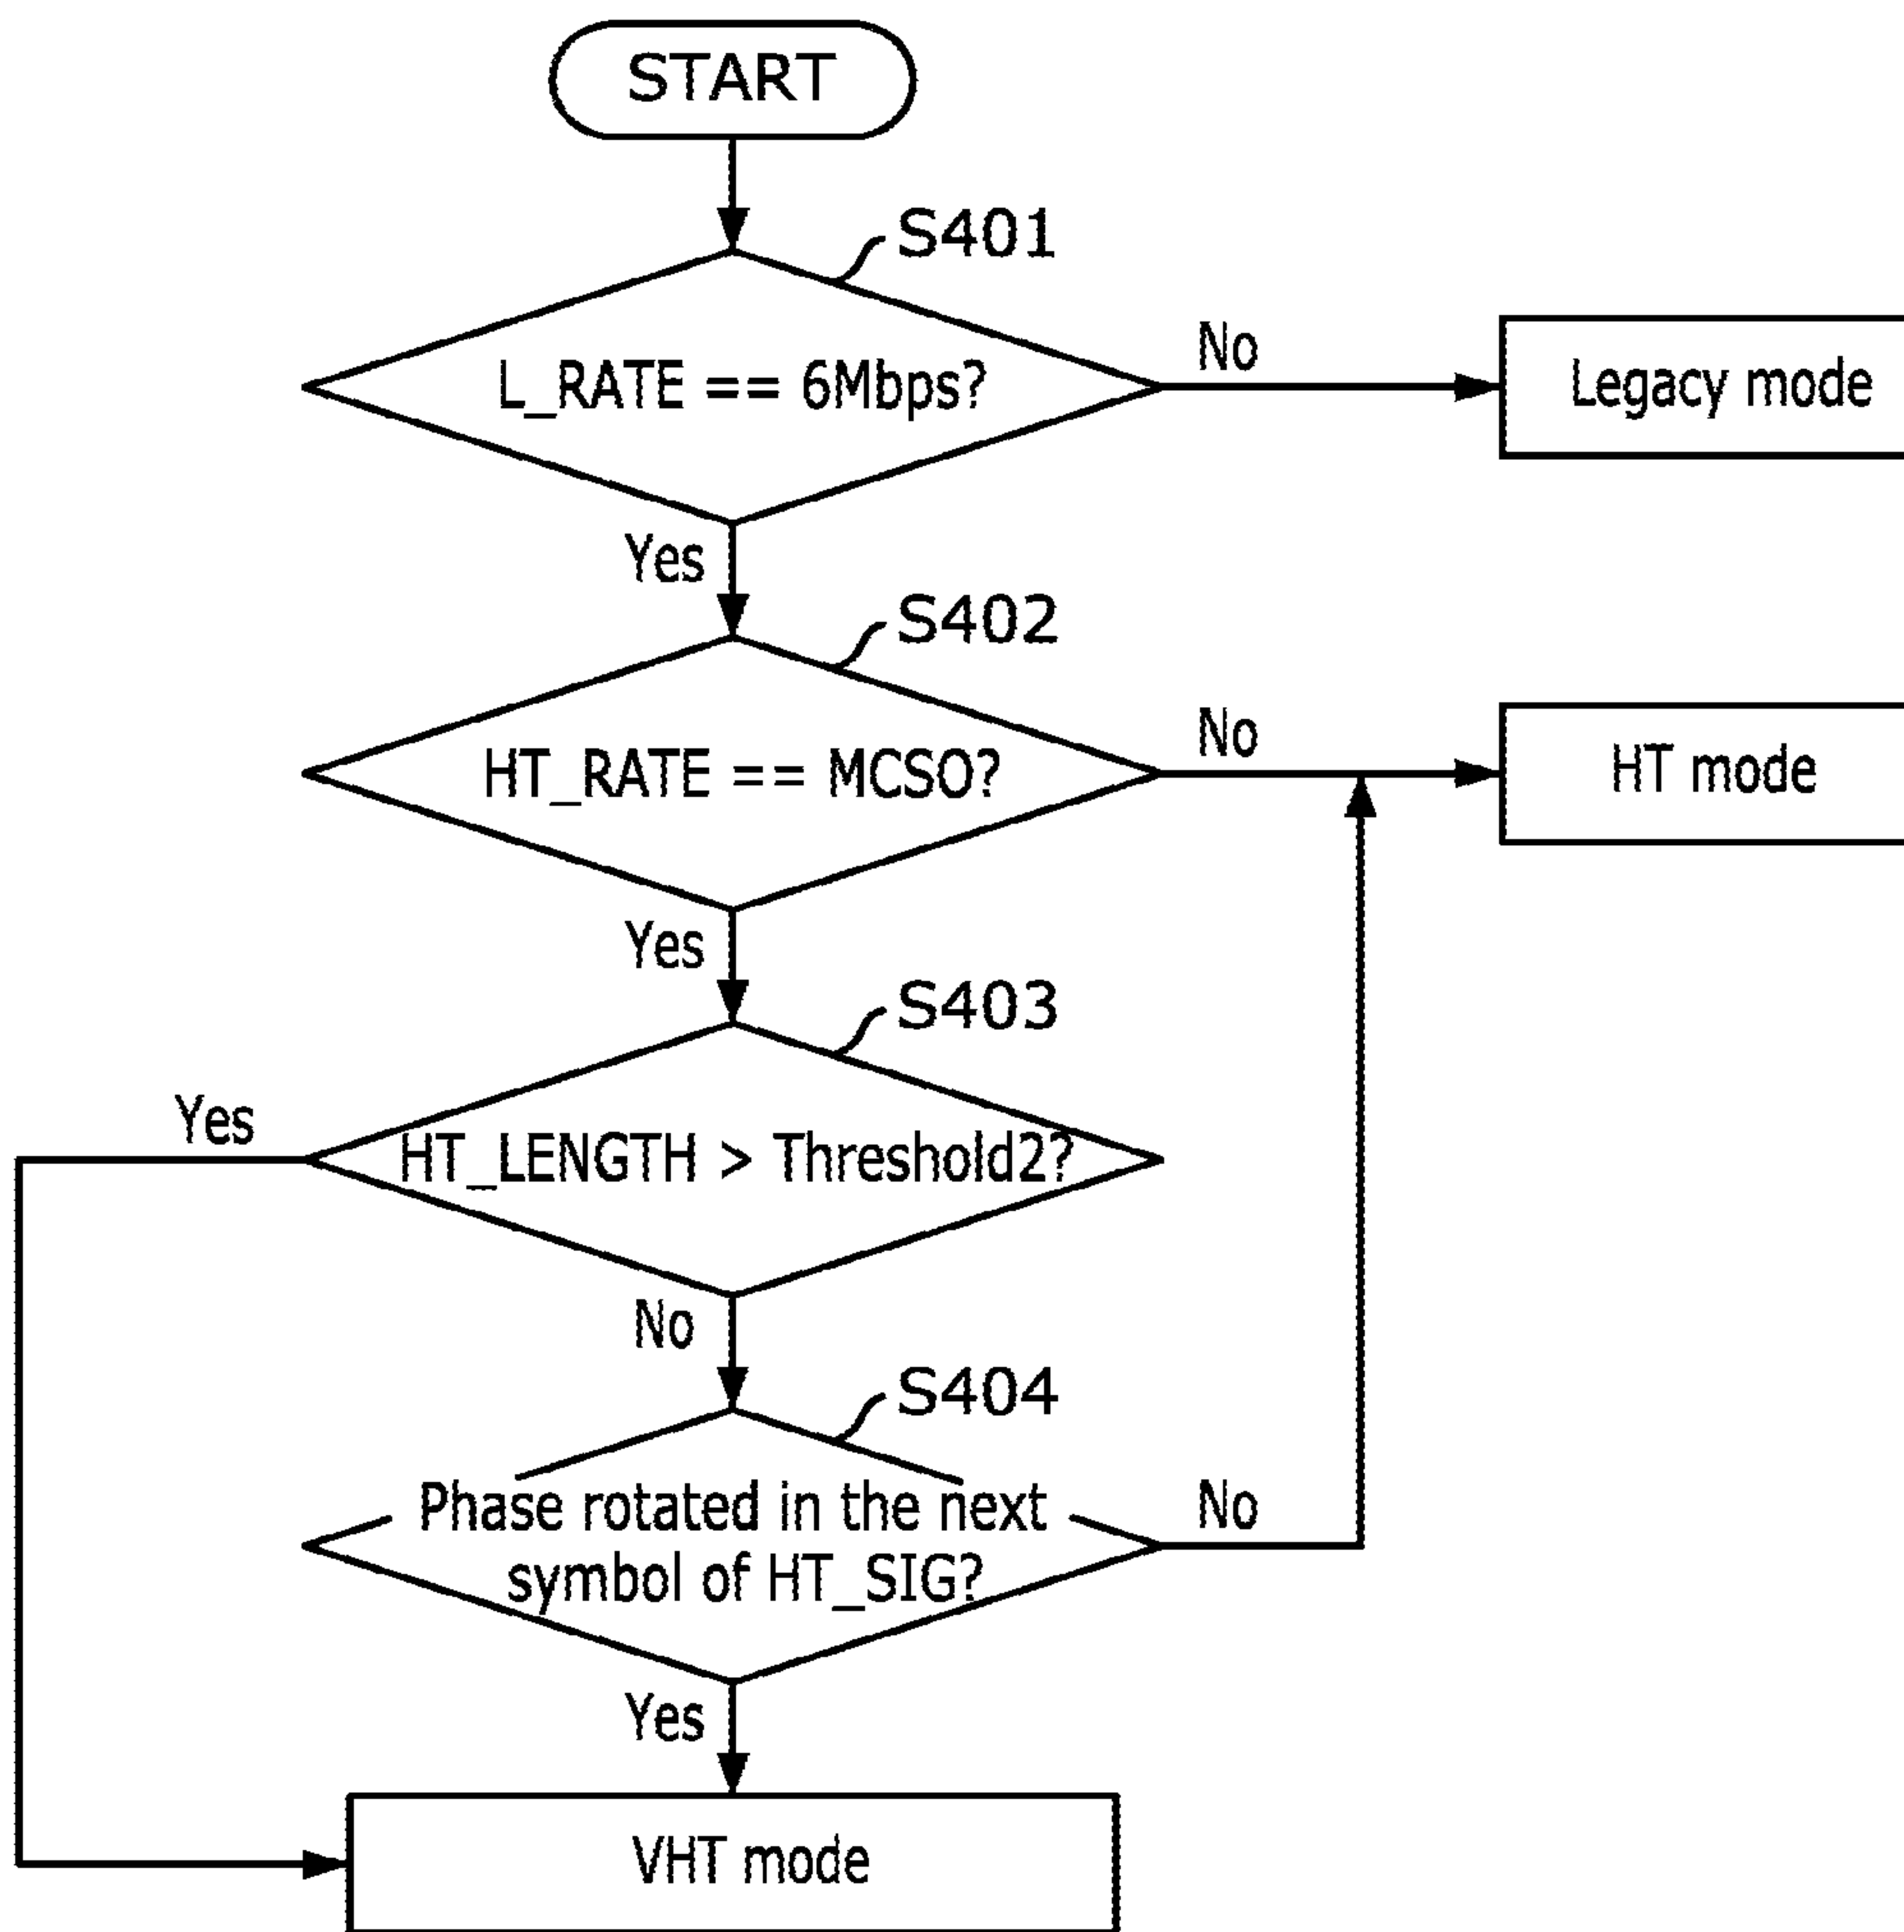 START
S401
L_RATE == 6Mbps?
No
Legacy mode
Yes
S402
HT_RATE == MCSO?
No
HT mode
Yes
S403
Yes
HT_LENGTH > Threshold2?
No
S404
Phase rotated in the next
symbol of HT_SIG?
No
Yes
VHT mode